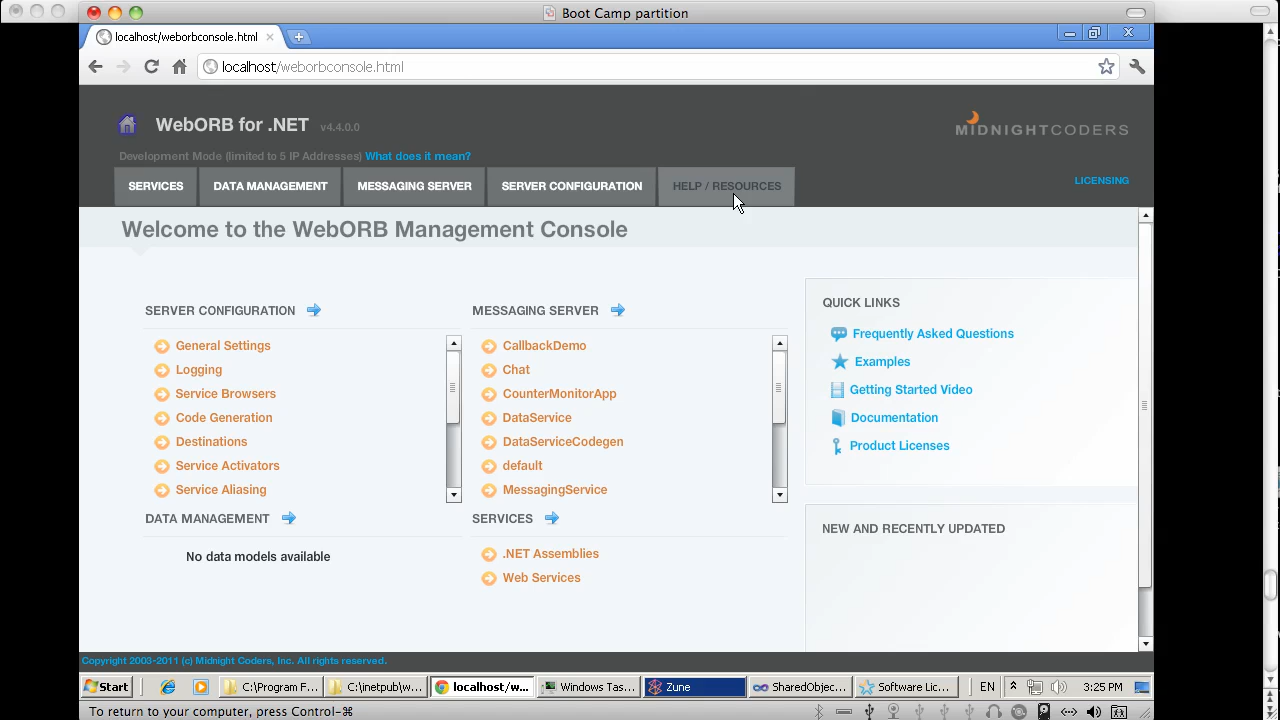 Boot Camp partition
localhost/weborbconsole.html
localhost/weborbconsole.html
WebORB for .NET v4.4.0.0
MIDNIGHTCODERS
Development Mode (limited to 5 IP Addresses) What does it mean?
SERVICES DATA MANAGEMENT MESSAGING SERVER SERVER CONFIGURATION HELP / RESOURCES
LICENSING
Welcome to the WebORB Management Console
SERVER CONFIGURATION
General Settings
Logging
Service Browsers
Code Generation
Destinations
Service Activators
Service Aliasing
MESSAGING SERVER
CallbackDemo
Chat
CounterMonitorApp
DataService
DataServiceCodegen
default
MessagingService
DATA MANAGEMENT
No data models available
SERVICES
.NET Assemblies
Web Services
QUICK LINKS
Frequently Asked Questions
Examples
Getting Started Video
Documentation
Product Licenses
NEW AND RECENTLY UPDATED
Copyright 2003-2011 (c) Midnight Coders, Inc. All rights reserved.
Start C:\Program F... C:\inetpub\w... localhost/w... Windows Tas... Zune SharedObjec... Software Lic... EN 3:25 PM
To return to your computer, press Control-⌘